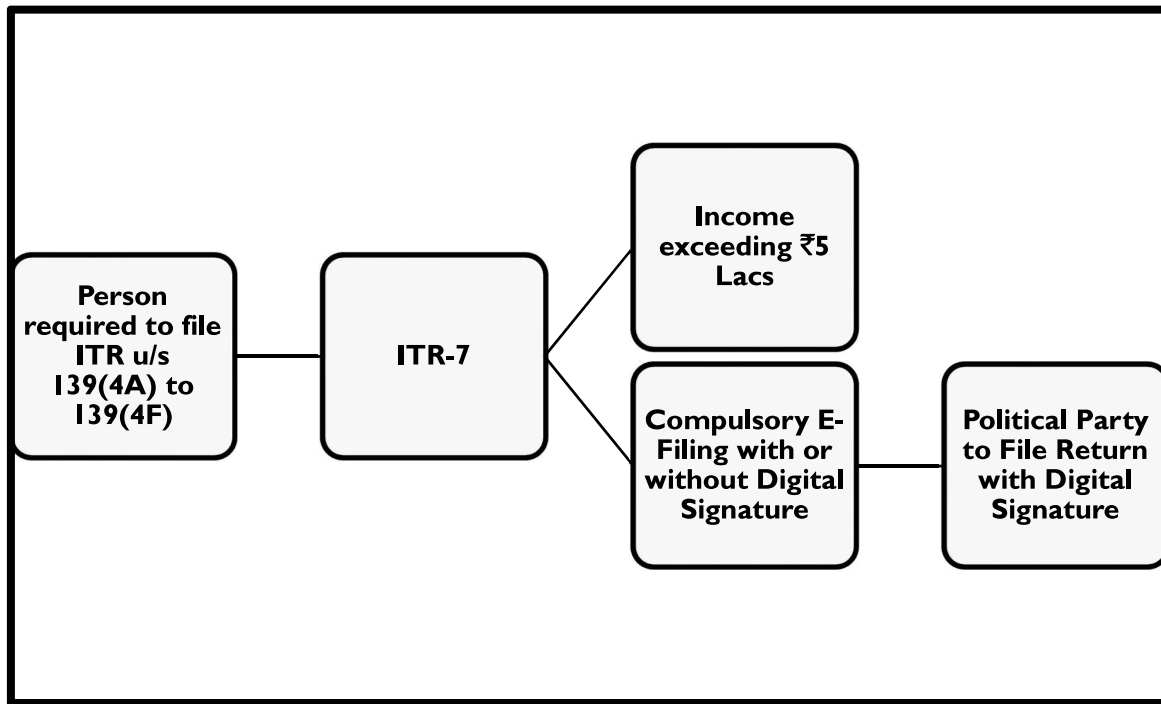 Person
required to file
ITR u/s
139(4A) to
139(4F)
ITR-7
Income
exceeding ₹5
Lacs
Compulsory E-
Filing with or
without Digital
Signature
Political Party
to File Return
with Digital
Signature